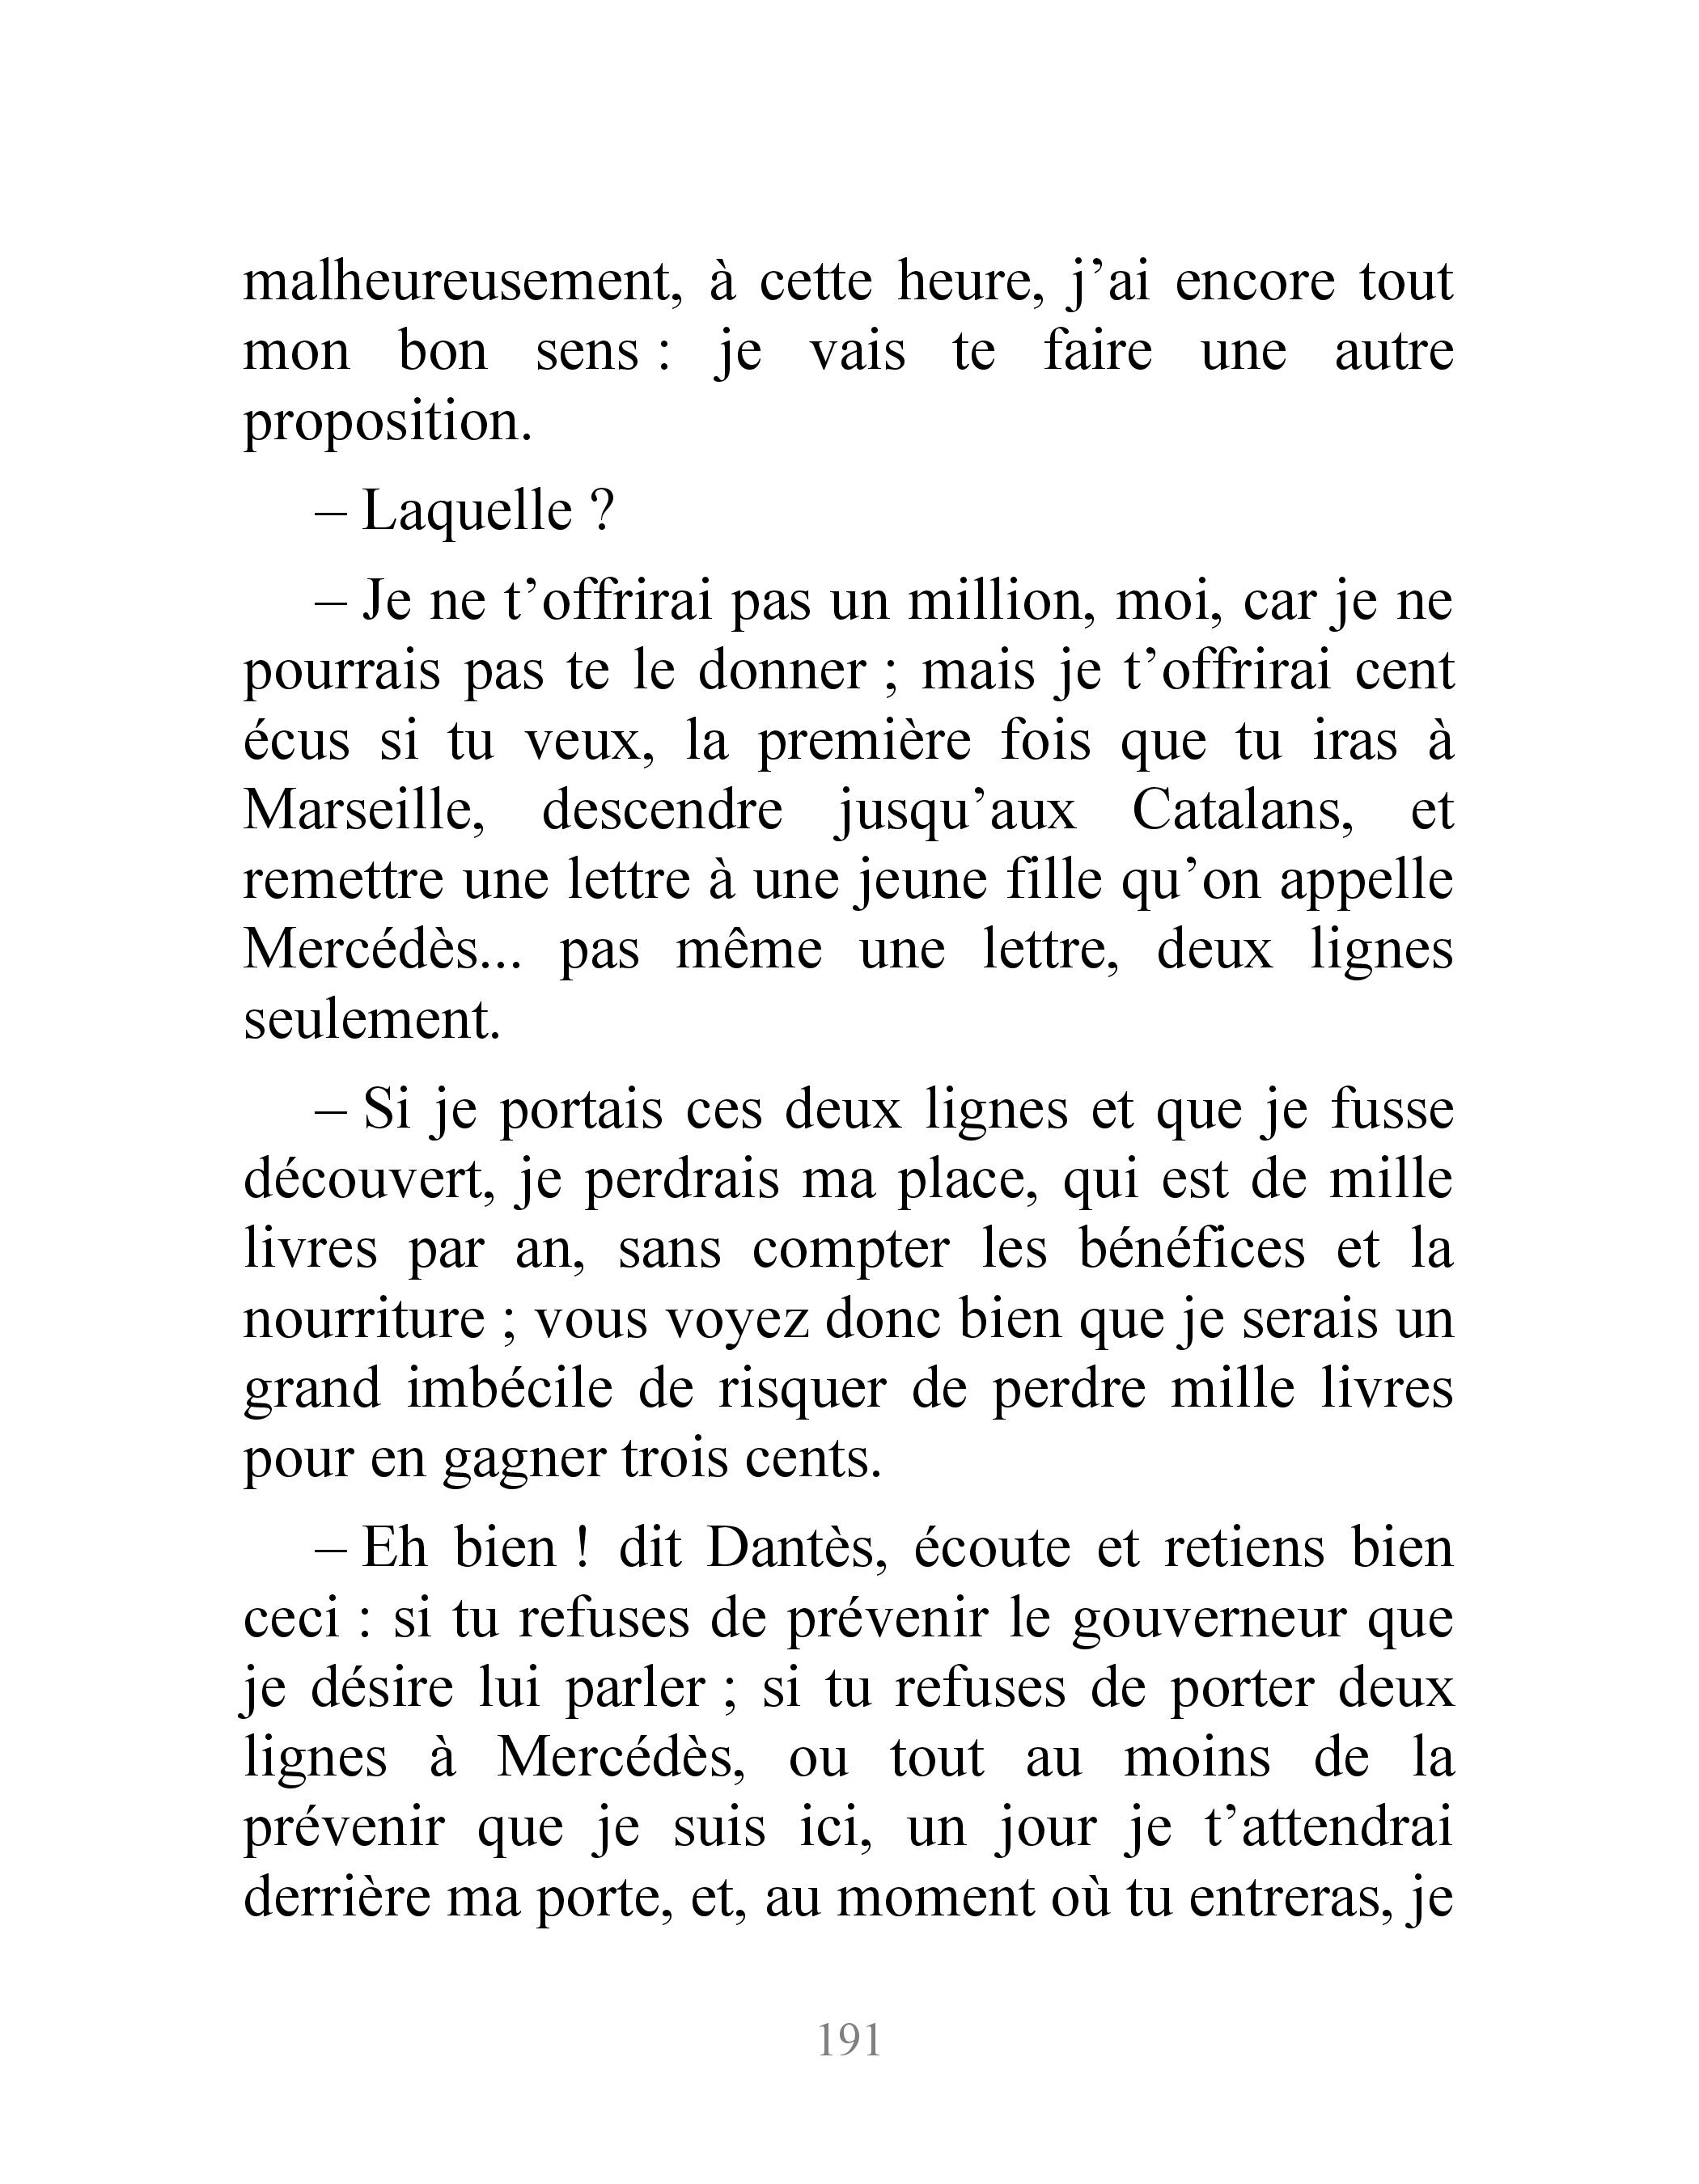 malheureusement, à cette heure, j’ai encore tout
mon bon sens : je vais te faire une autre
proposition.
– Laquelle ?
– Je ne t’offrirai pas un million, moi, car je ne
pourrais pas te le donner ; mais je t’offrirai cent
écus si tu veux, la première fois que tu iras à
Marseille, descendre jusqu’aux Catalans, et
remettre une lettre à une jeune fille qu’on appelle
Mercédès... pas même une lettre, deux lignes
seulement.
– Si je portais ces deux lignes et que je fusse
découvert, je perdrais ma place, qui est de mille
livres par an, sans compter les bénéfices et la
nourriture ; vous voyez donc bien que je serais un
grand imbécile de risquer de perdre mille livres
pour en gagner trois cents.
– Eh bien ! dit Dantès, écoute et retiens bien
ceci : si tu refuses de prévenir le gouverneur que
je désire lui parler ; si tu refuses de porter deux
lignes à Mercédès, ou tout au moins de la
prévenir que je suis ici, un jour je t’attendrai
derrière ma porte, et, au moment où tu entreras, je
191